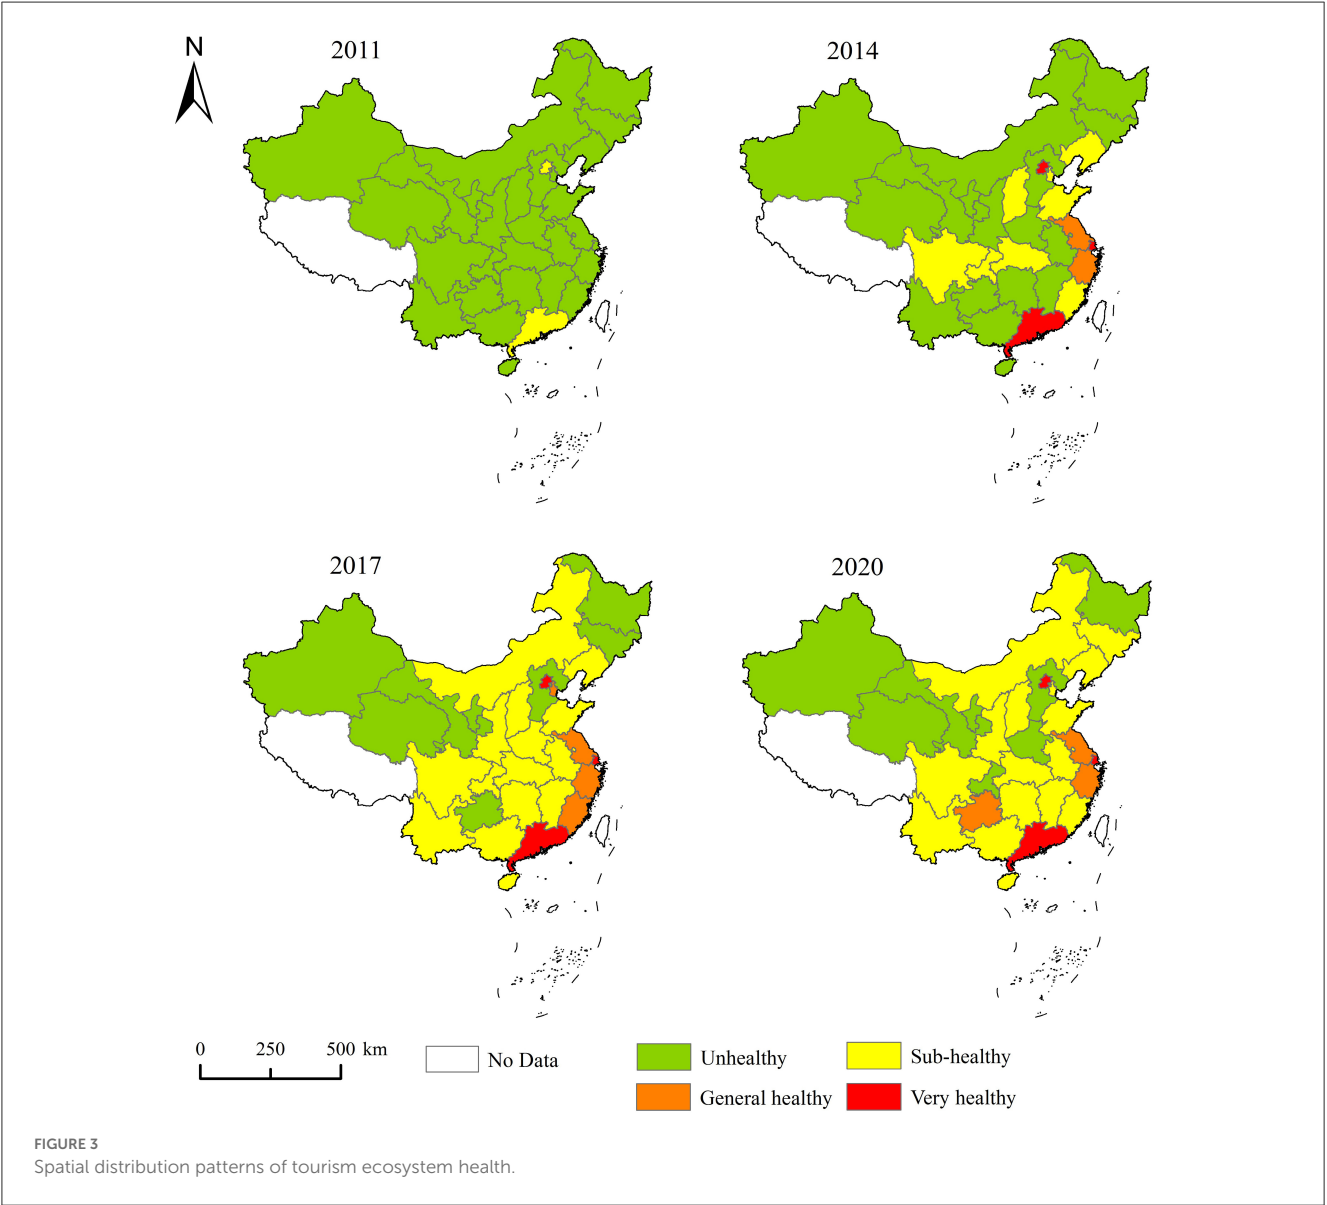 N
2011
2014
2017
2020
0 250 500 km
No Data
Unhealthy
Sub-healthy
General healthy
Very healthy
FIGURE 3
Spatial distribution patterns of tourism ecosystem health.